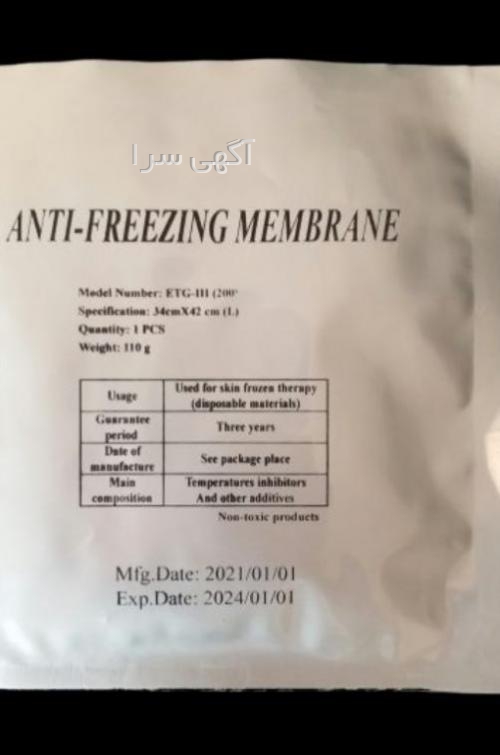 آگهی سرا
ANTI-FREEZING MEMBRANE
Model Number: ETG-III (200°
Specification: 34cmX42 cm (L)
Quantity: 1 PCS
Weight: 110 g
Usage
Used for skin frozen therapy
(disposable materials)
Guarantee
period
Three years
Date of
manufacture
See package place
Main
composition
Temperatures inhibitors
And other additives
Non-toxic products
Mfg.Date: 2021/01/01
Exp.Date: 2024/01/01